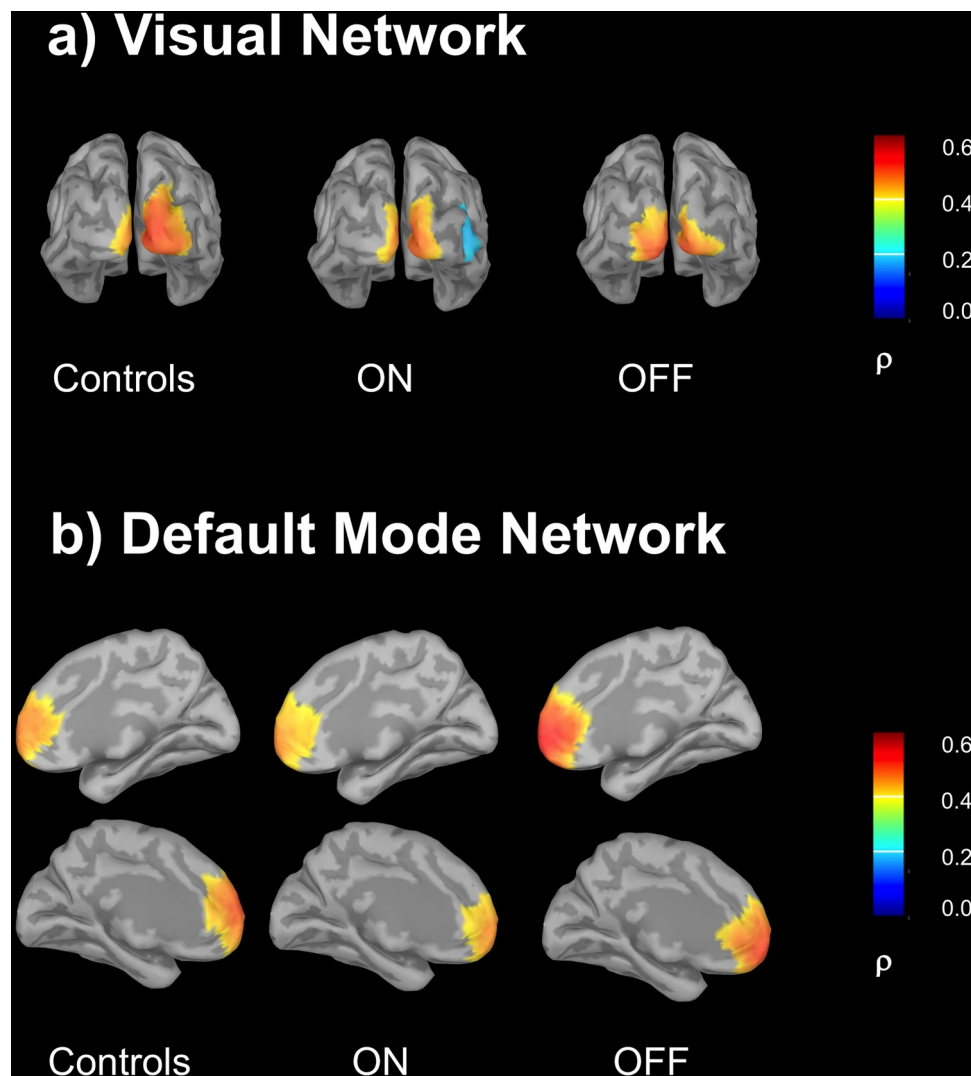 a) Visual Network
0.6
0.4
0.2
0.0
ρ
Controls ON OFF
b) Default Mode Network
0.6
0.4
0.2
0.0
ρ
Controls ON OFF